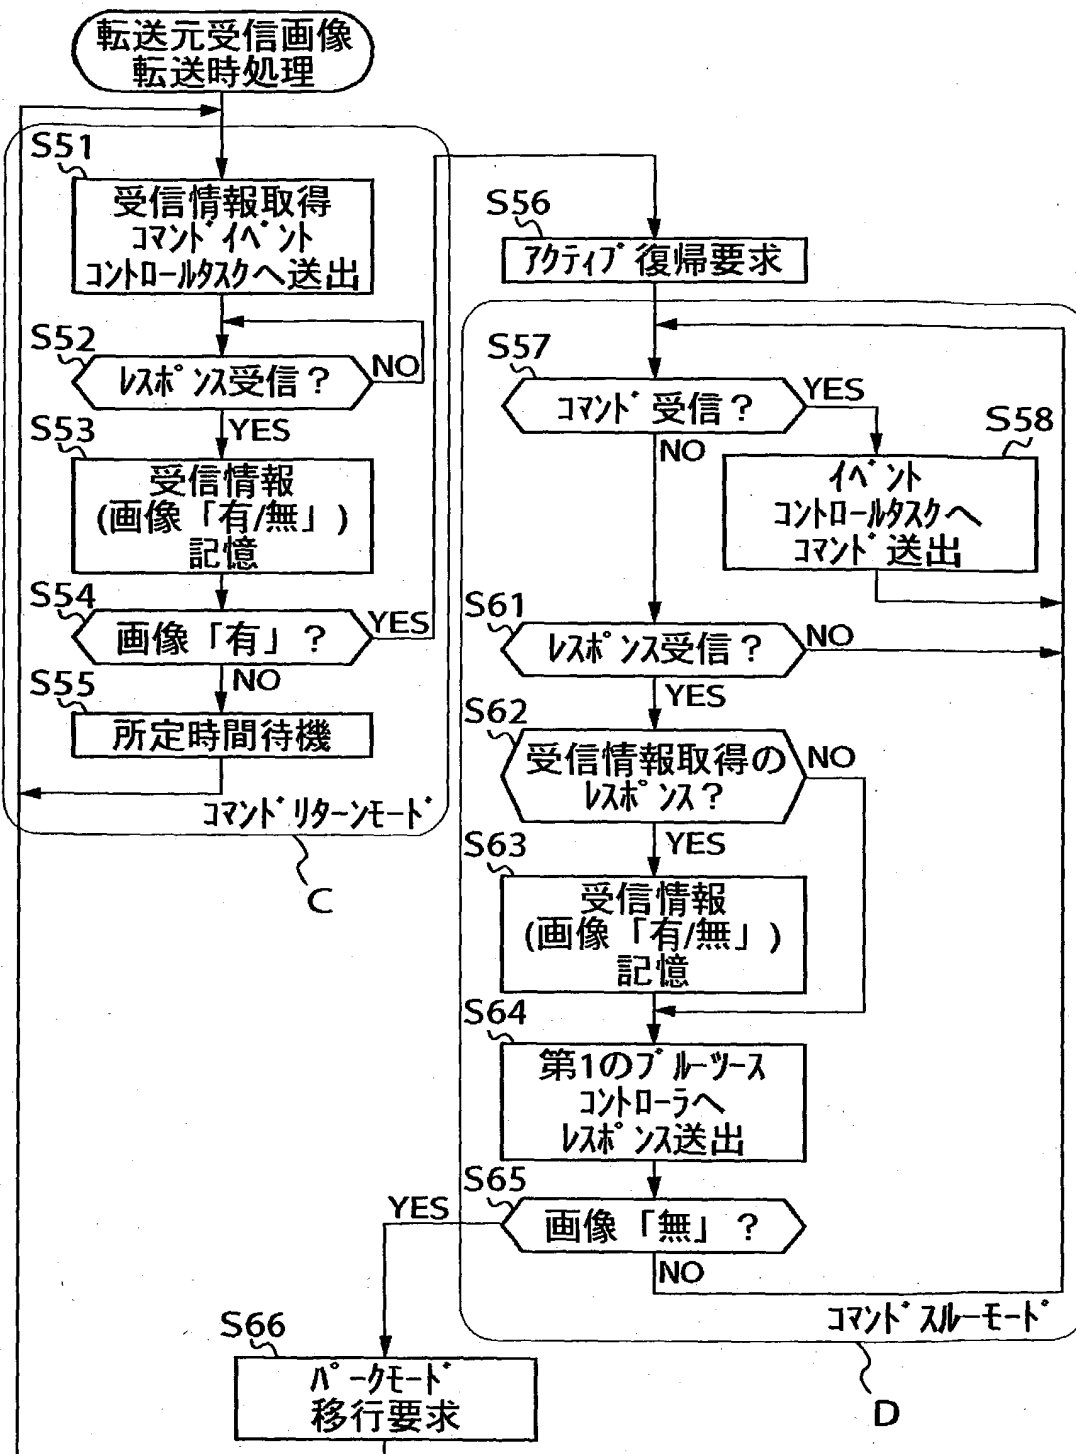 転送元受信画像
転送時処理
S51
受信情報取得
コマンドイベント
コントロールタスクへ送出
S52
レスポンス受信？
NO
YES
S53
受信情報
(画像「有/無」)
記憶
S54
画像「有」？
YES
NO
S55
所定時間待機
コマンドリターンモード
C
S56
アクティブ復帰要求
S57
コマンド受信？
YES
NO
S58
イベント
コントロールタスクへ
コマンド送出
S61
レスポンス受信？
NO
YES
S62
受信情報取得の
レスポンス？
NO
YES
S63
受信情報
(画像「有/無」)
記憶
S64
第1のブルーツース
コントローラへ
レスポンス送出
S65
画像「無」？
YES
NO
コマンドスルーモード
D
S66
パークモード
移行要求